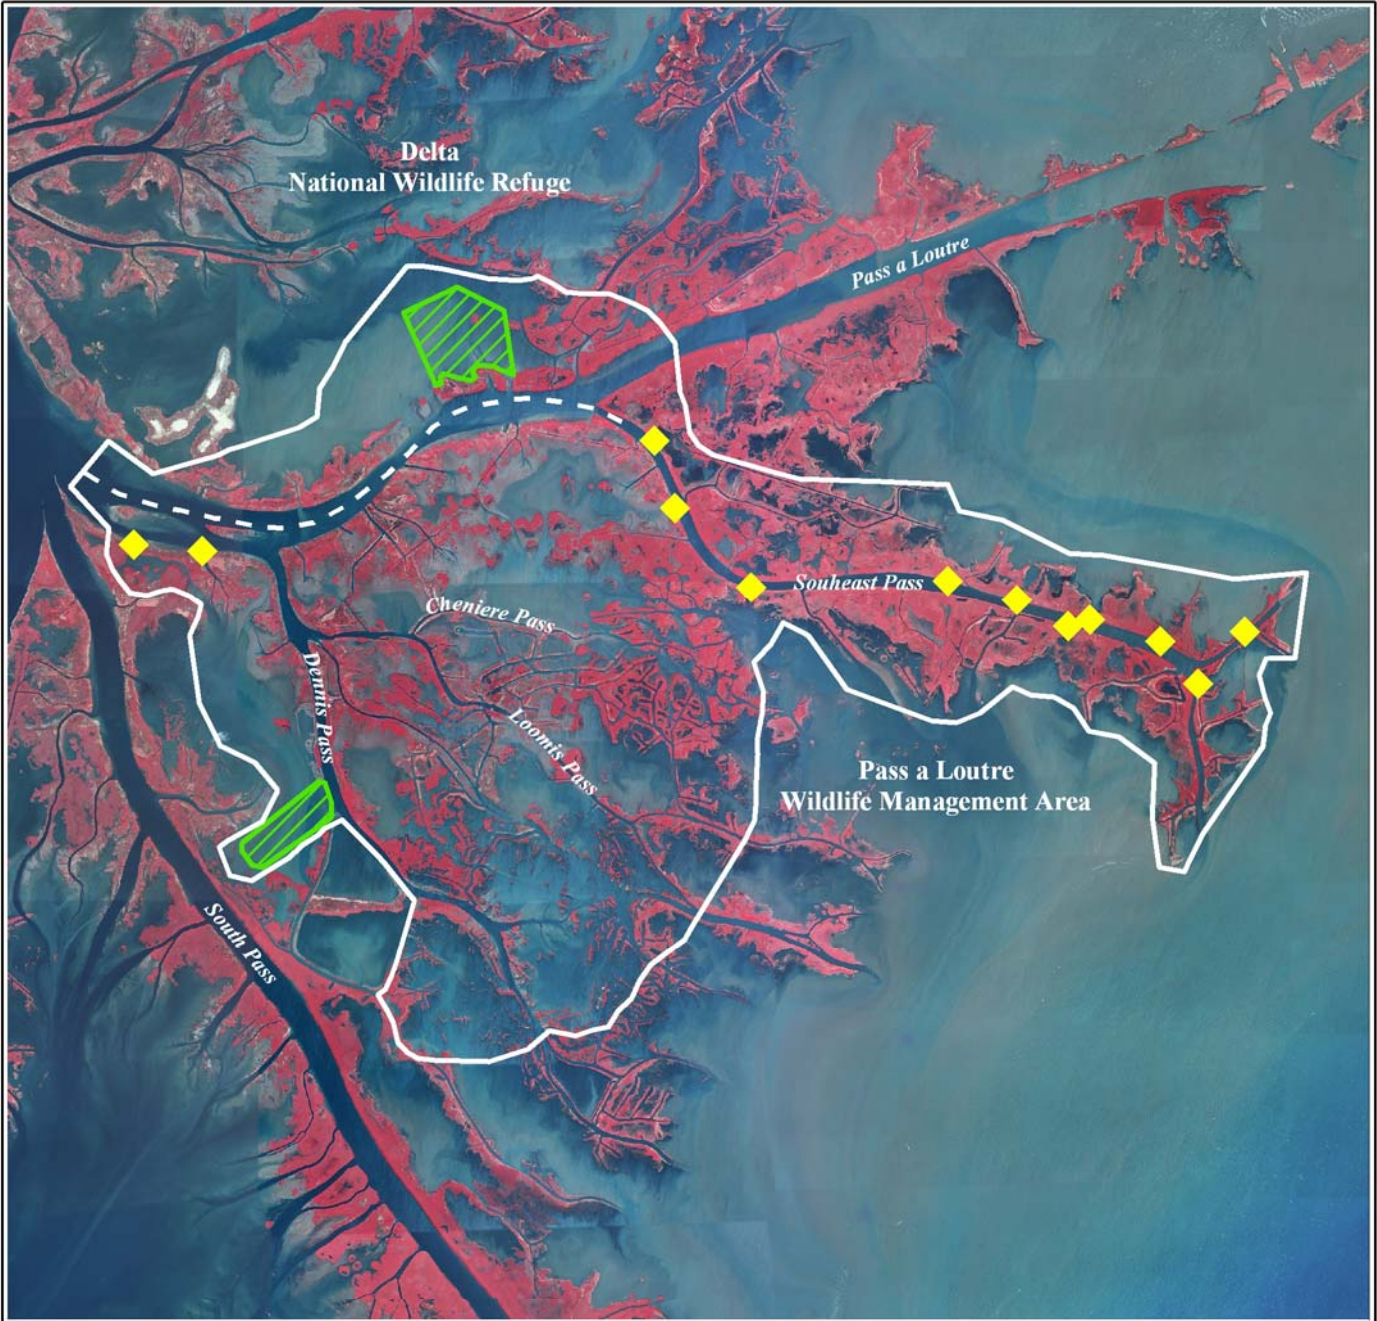 Delta
National Wildlife Refuge
Pass a Loutre
Souheast Pass
Cheniere Pass
Dennis Pass
Loomis Pass
Pass a Loutre
Wildlife Management Area
South Pass